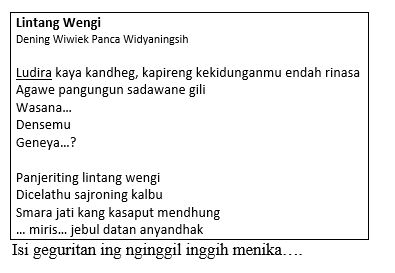 Lintang Wengi
Dening Wiwiek Panca Widyaningsih
Ludira kaya kandheg, kapireng kekidunganmu endah rinasa
Agawe pangungun sadawane gili
Wasana...
Densemu
Geneya...?
Panjeriting lintang wengi
Dicelathu sajroning kalbu
Smara jati kang kasaput mendhung
... miris... jebul datan anyandhak
Isi geguritan ing nginggil inggih menika....